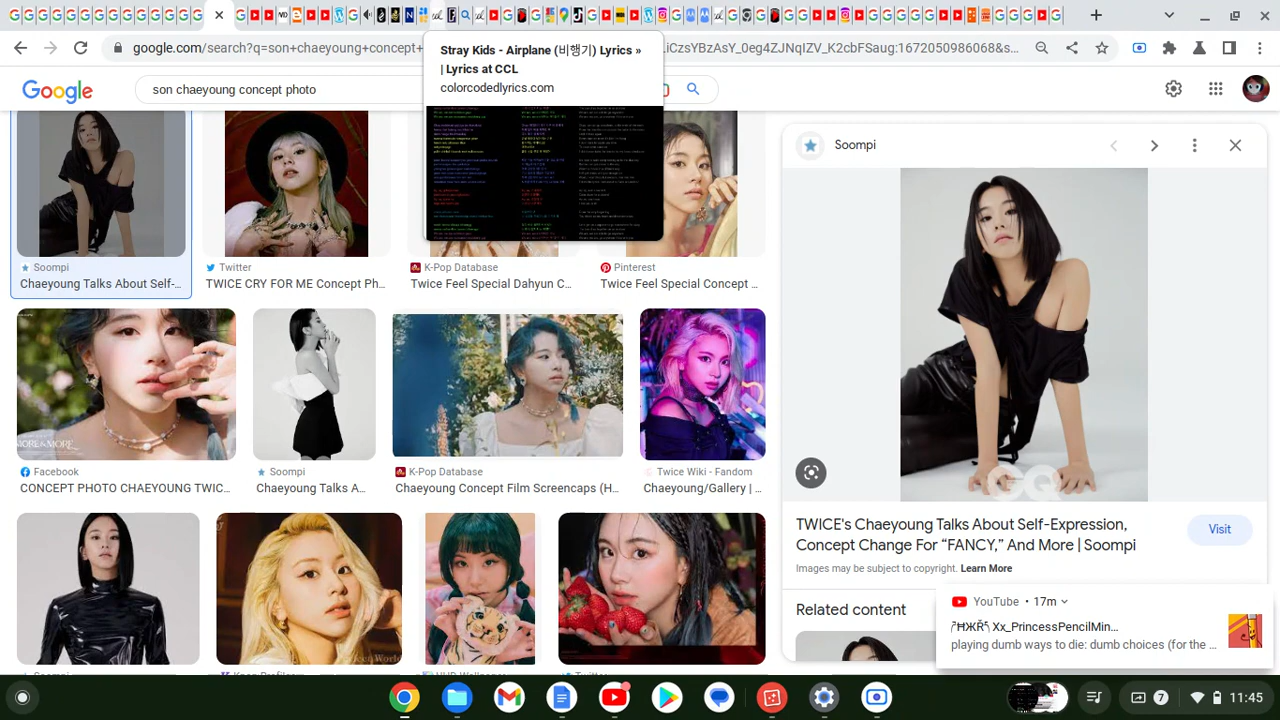 google.com/search?q=son+chaeyoung+concept+
.iCzsYBzAsY_0eg4ZJNqIZV_K2cbFSaug:1672050986068&s...
Stray Kids - Airplane (비행기) Lyrics »
| Lyrics at CCL
colorcodedlyrics.com
Google
son chaeyoung concept photo
Soompi
Soompi
Chaeyoung Talks About Self-...
Twitter
TWICE CRY FOR ME Concept Ph...
K-Pop Database
Twice Feel Special Dahyun C...
Pinterest
Twice Feel Special Concept ...
MORE & MORE
Facebook
CONCEPT PHOTO CHAEYOUNG TWIC...
Soompi
Chaeyoung Talks A...
K-Pop Database
Chaeyoung Concept Film Screencaps (H...
Twice Wiki - Fandom
Chaeyoung/Gallery | ...
TWICE's Chaeyoung Talks About Self-Expression,
Concept Change For “FANCY,” And More | Soompi
Visit
Images may be subject to copyright. Learn More
Related content
YouTube • 17m
playing dumb ways to die dumb choices (for the ...
11:45